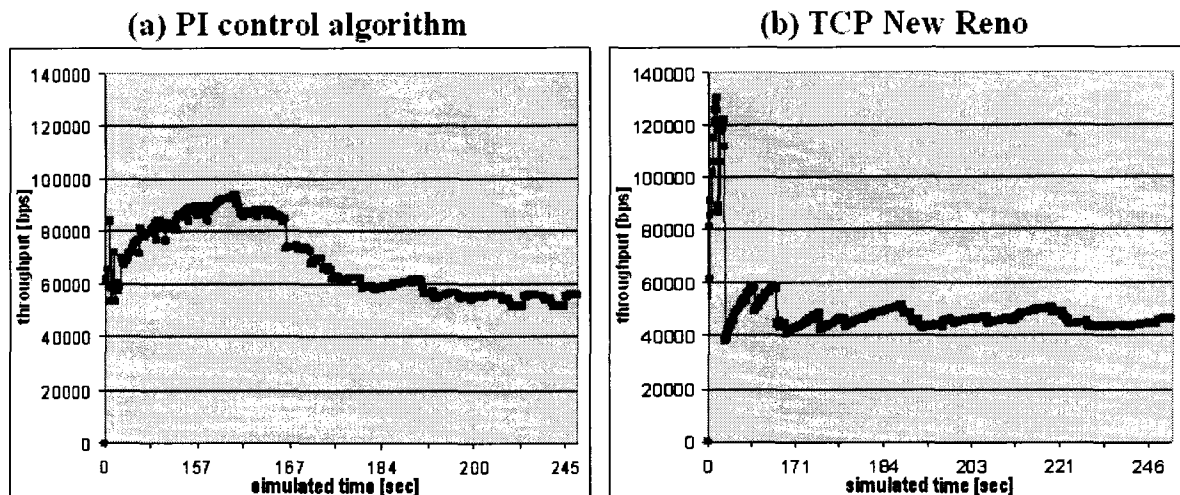 (a) PI control algorithm
140000
120000
100000
80000
60000
40000
20000
0
throughput [bps]
0 157 167 184 200 245
simulated time [sec]
(b) TCP New Reno
140000
120000
100000
80000
60000
40000
20000
0
throughput [bps]
0 171 184 203 221 246
simulated time [sec]